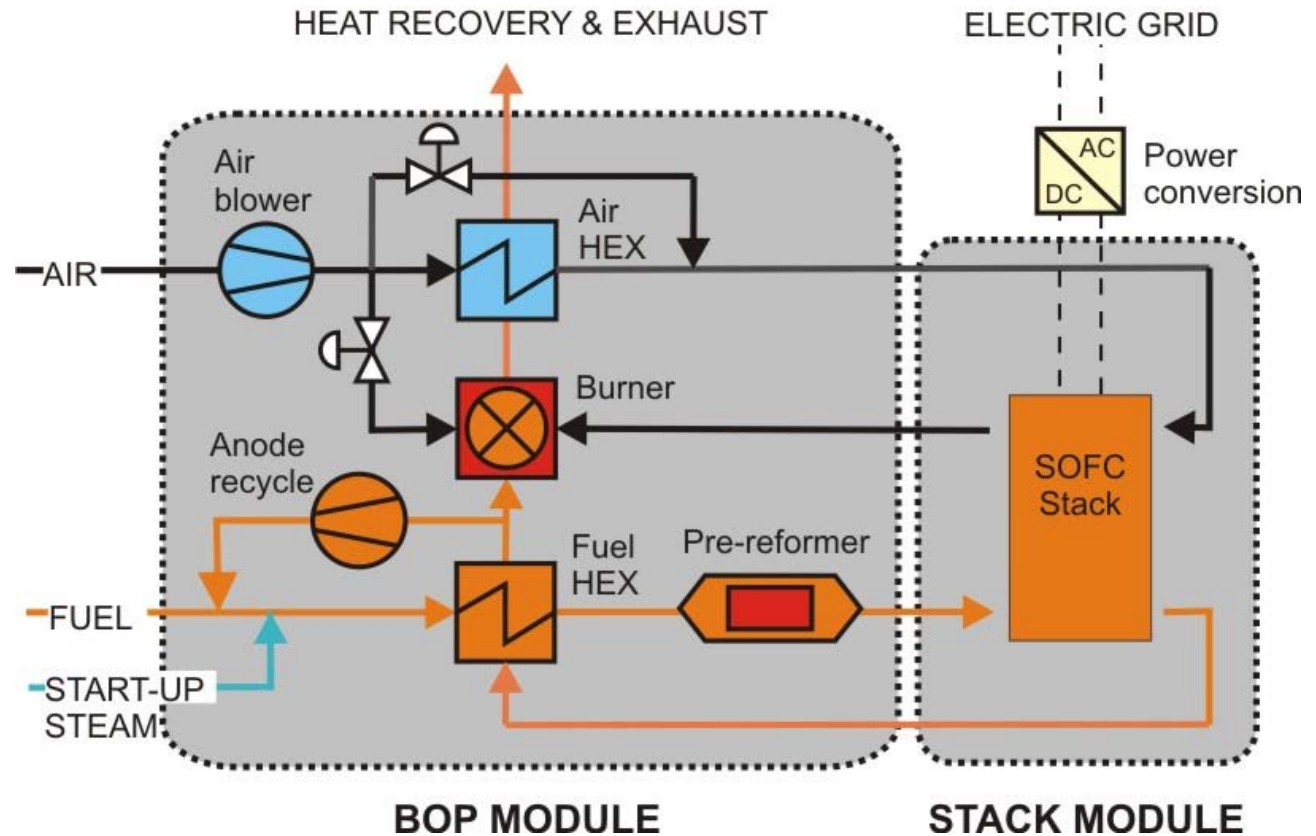 HEAT RECOVERY & EXHAUST
ELECTRIC GRID
AC
DC
Power
conversion
Air
blower
Air
HEX
AIR
Burner
Anode
recycle
SOFC
Stack
Fuel
HEX
Pre-reformer
FUEL
START-UP
STEAM
BOP MODULE
STACK MODULE